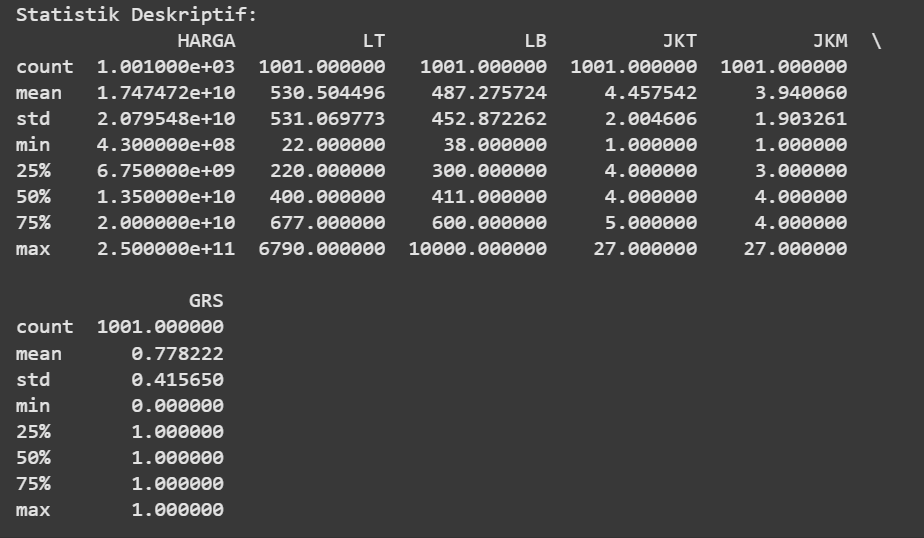 Statistik Deskriptif:
              HARGA           LT            LB           JKT          JKM  \
count  1.001000e+03  1001.000000   1001.000000  1001.000000  1001.000000
mean   1.747472e+10   530.504496    487.275724     4.457542     3.940060
std    2.079548e+10   531.069773    452.872262     2.004606     1.903261
min    4.300000e+08    22.000000     38.000000     1.000000     1.000000
25%    6.750000e+09   220.000000    300.000000     4.000000     3.000000
50%    1.350000e+10   400.000000    411.000000     4.000000     4.000000
75%    2.000000e+10   677.000000    600.000000     5.000000     4.000000
max    2.500000e+11  6790.000000  10000.000000    27.000000    27.000000

               GRS
count  1001.000000
mean      0.778222
std       0.415650
min       0.000000
25%       1.000000
50%       1.000000
75%       1.000000
max       1.000000